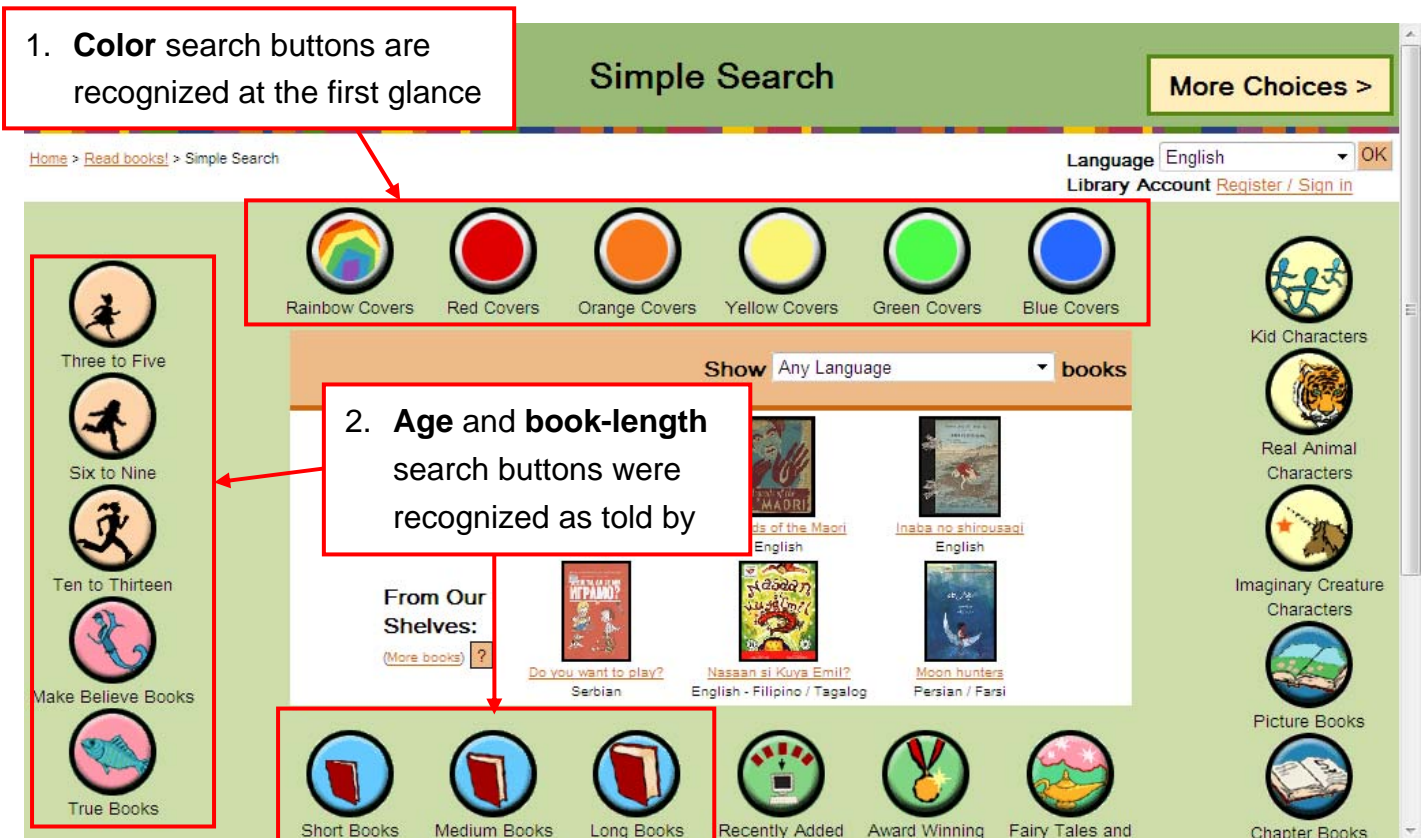 1. Color search buttons are
recognized at the first glance
Simple Search
More Choices >
Home > Read books! > Simple Search
Language English OK
Library Account Register / Sign in
Rainbow Covers
Red Covers
Orange Covers
Yellow Covers
Green Covers
Blue Covers
Three to Five
Six to Nine
Ten to Thirteen
Make Believe Books
True Books
Show Any Language books
2. Age and book-length
search buttons were
recognized as told by
ds of the Maori
English
Inaba no shirousagi
English
From Our
Shelves:
(More books) ?
ИГРАМО?
Do you want to play?
Serbian
Nasaan si Kuya Emil?
English - Filipino / Tagalog
Moon hunters
Persian / Farsi
Kid Characters
Real Animal
Characters
Imaginary Creature
Characters
Picture Books
Chapter Books
Short Books
Medium Books
Long Books
Recently Added
Award Winning
Fairy Tales and